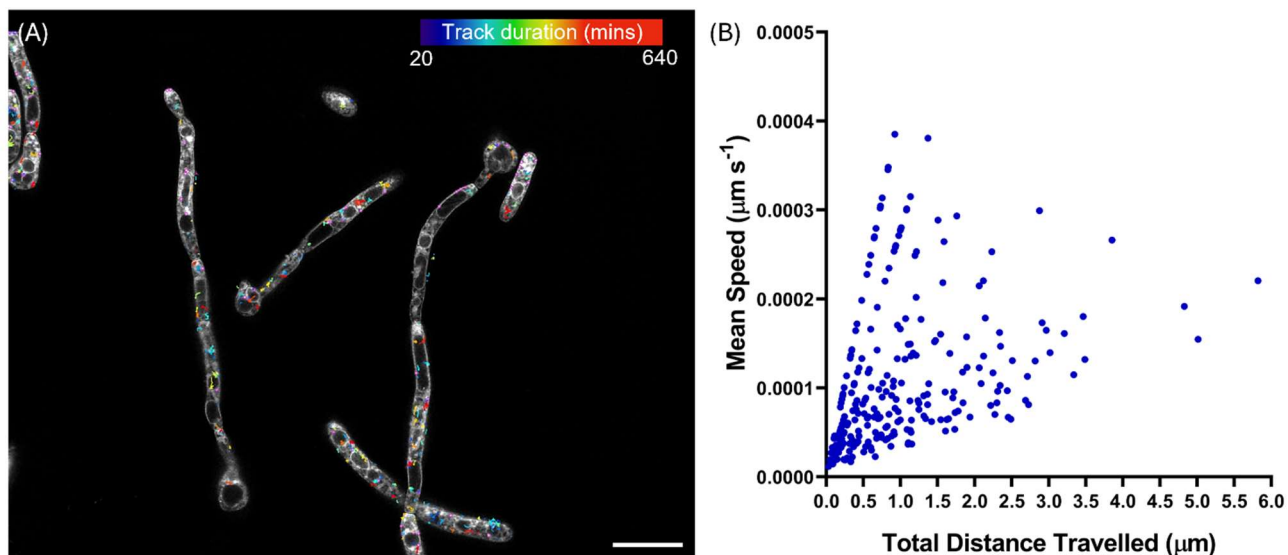 (A)
Track duration (mins)
20 640
(B)
0.0005
0.0004
0.0003
0.0002
0.0001
0.0000
Mean Speed (μm s⁻¹)
0.0 0.5 1.0 1.5 2.0 2.5 3.0 3.5 4.0 4.5 5.0 5.5 6.0
Total Distance Travelled (μm)